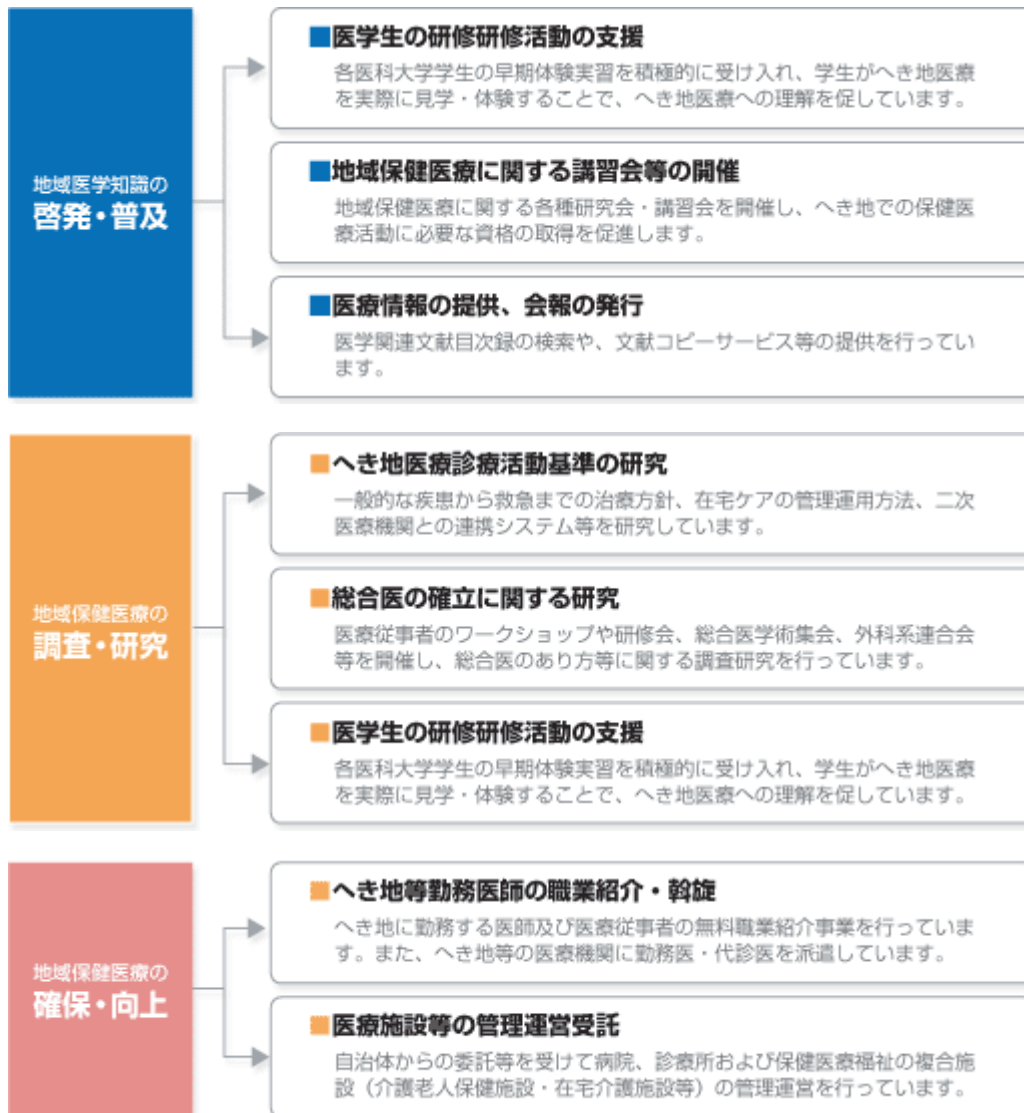 地域医学知識の
啓発・普及
■医学生の研修研修活動の支援
各医科大学学生の早期体験実習を積極的に受け入れ、学生がへき地医療
を実際に見学・体験することで、へき地医療への理解を促しています。
■地域保健医療に関する講習会等の開催
地域保健医療に関する各種研究会・講習会を開催し、へき地での保健医
療活動に必要な資格の取得を促進します。
■医療情報の提供、会報の発行
医学関連文献目次録の検索や、文献コピーサービス等の提供を行ってい
ます。
地域保健医療の
調査・研究
■へき地医療診療活動基準の研究
一般的な疾患から救急までの治療方針、在宅ケアの管理運用方法、二次
医療機関との連携システム等を研究しています。
■総合医の確立に関する研究
医療従事者のワークショップや研修会、総合医学術集会、外科系連合会
等を開催し、総合医のあり方等に関する調査研究を行っています。
■医学生の研修研修活動の支援
各医科大学学生の早期体験実習を積極的に受け入れ、学生がへき地医療
を実際に見学・体験することで、へき地医療への理解を促しています。
地域保健医療の
確保・向上
■へき地等勤務医師の職業紹介・斡旋
へき地に勤務する医師及び医療従事者の無料職業紹介事業を行っていま
す。また、へき地等の医療機関に勤務医・代診医を派遣しています。
■医療施設等の管理運営受託
自治体からの委託等を受けて病院、診療所および保健医療福祉の複合施
設（介護老人保健施設・在宅介護施設等）の管理運営を行っています。